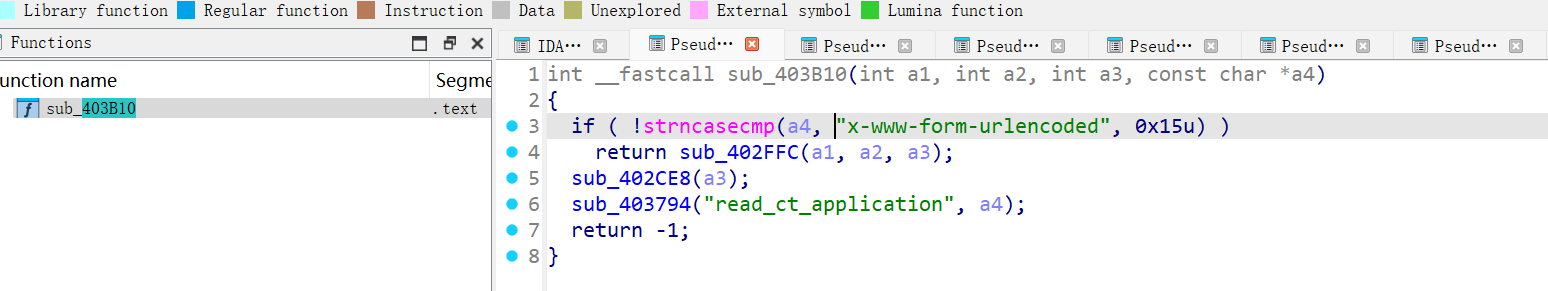 Library function Regular function Instruction Data Unexplored External symbol Lumina function
Functions
IDA… Pseud… Pseud… Pseud… Pseud… Pseud… Pseud…
unction name Segme
f sub_403B10 .text
1 int __fastcall sub_403B10(int a1, int a2, int a3, const char *a4)
2 {
3 if ( !strncasecmp(a4, "x-www-form-urlencoded", 0x15u) )
4 return sub_402FFC(a1, a2, a3);
5 sub_402CE8(a3);
6 sub_403794("read_ct_application", a4);
7 return -1;
8 }